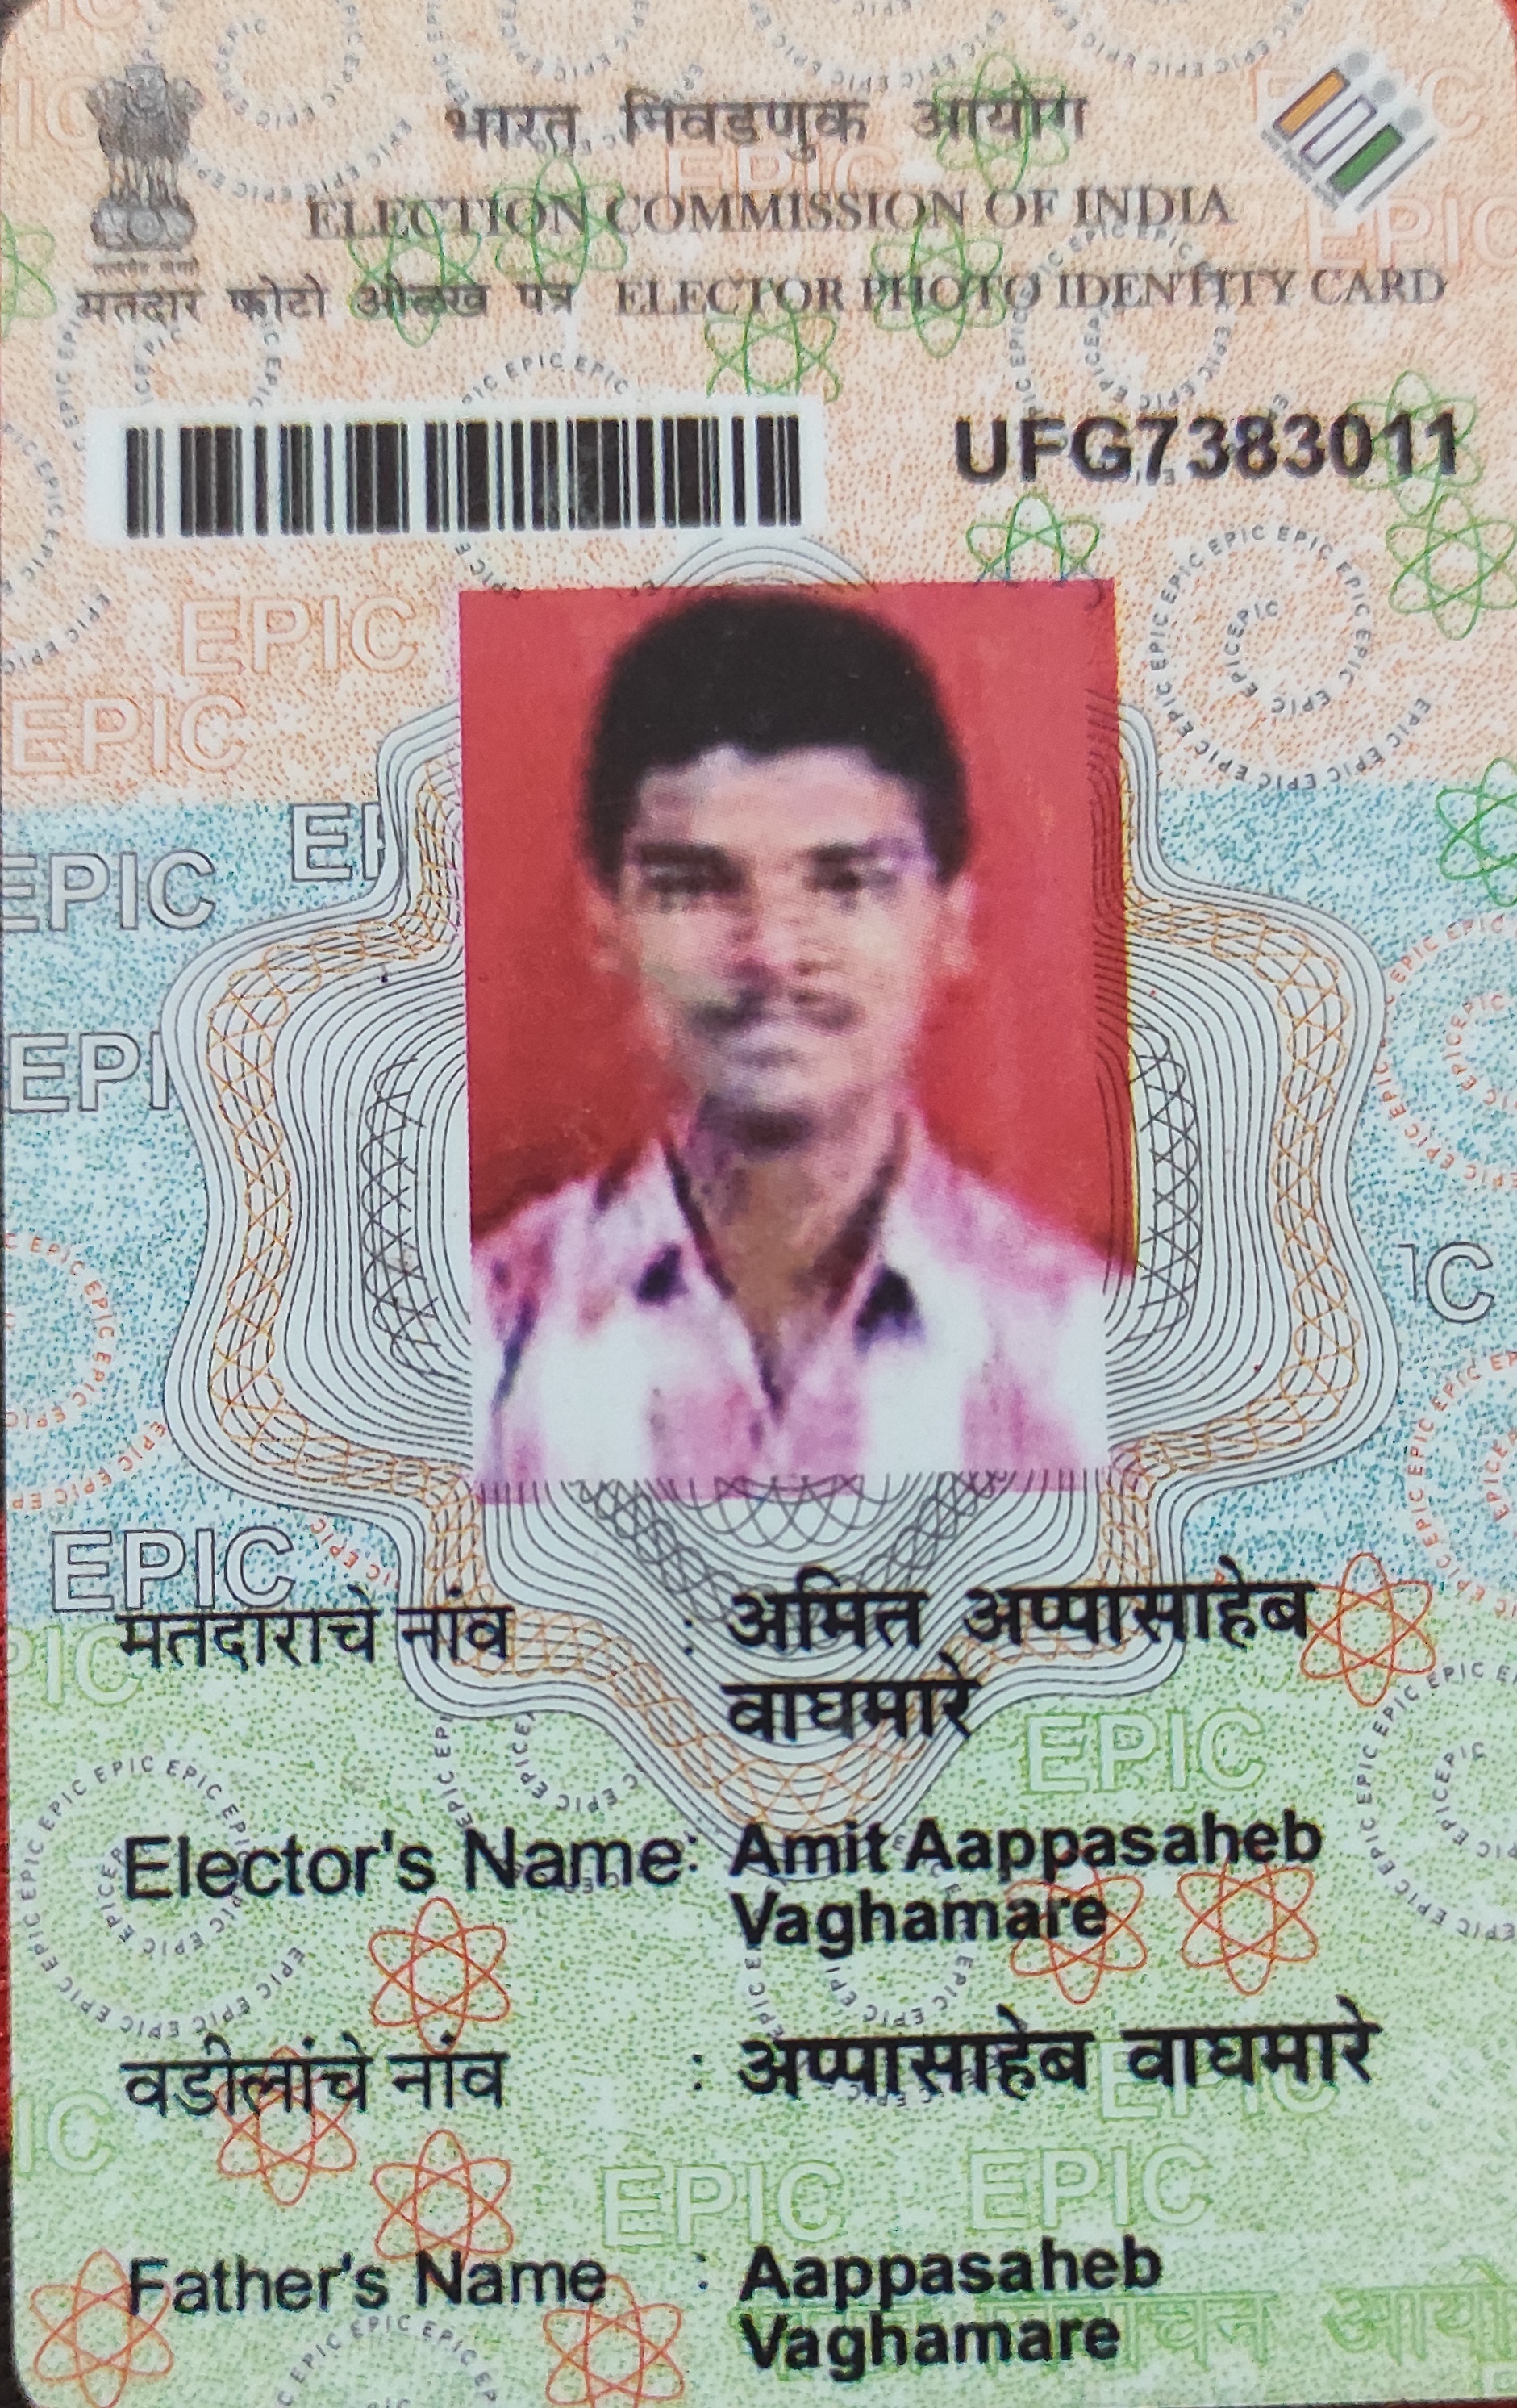 भारत निवडणुक आयोग
ELECTION COMMISSION OF INDIA
मतदार फोटो ओळख पत्र ELECTOR PHOTO IDENTITY CARD
UFG7383011
मतदाराचे नांव : अमित अप्पासाहेब
वाघमारे
Elector's Name : Amit Aappasaheb
Vaghamare
वडीलांचे नांव : अप्पासाहेब वाघमारे
Father's Name : Aappasaheb
Vaghamare